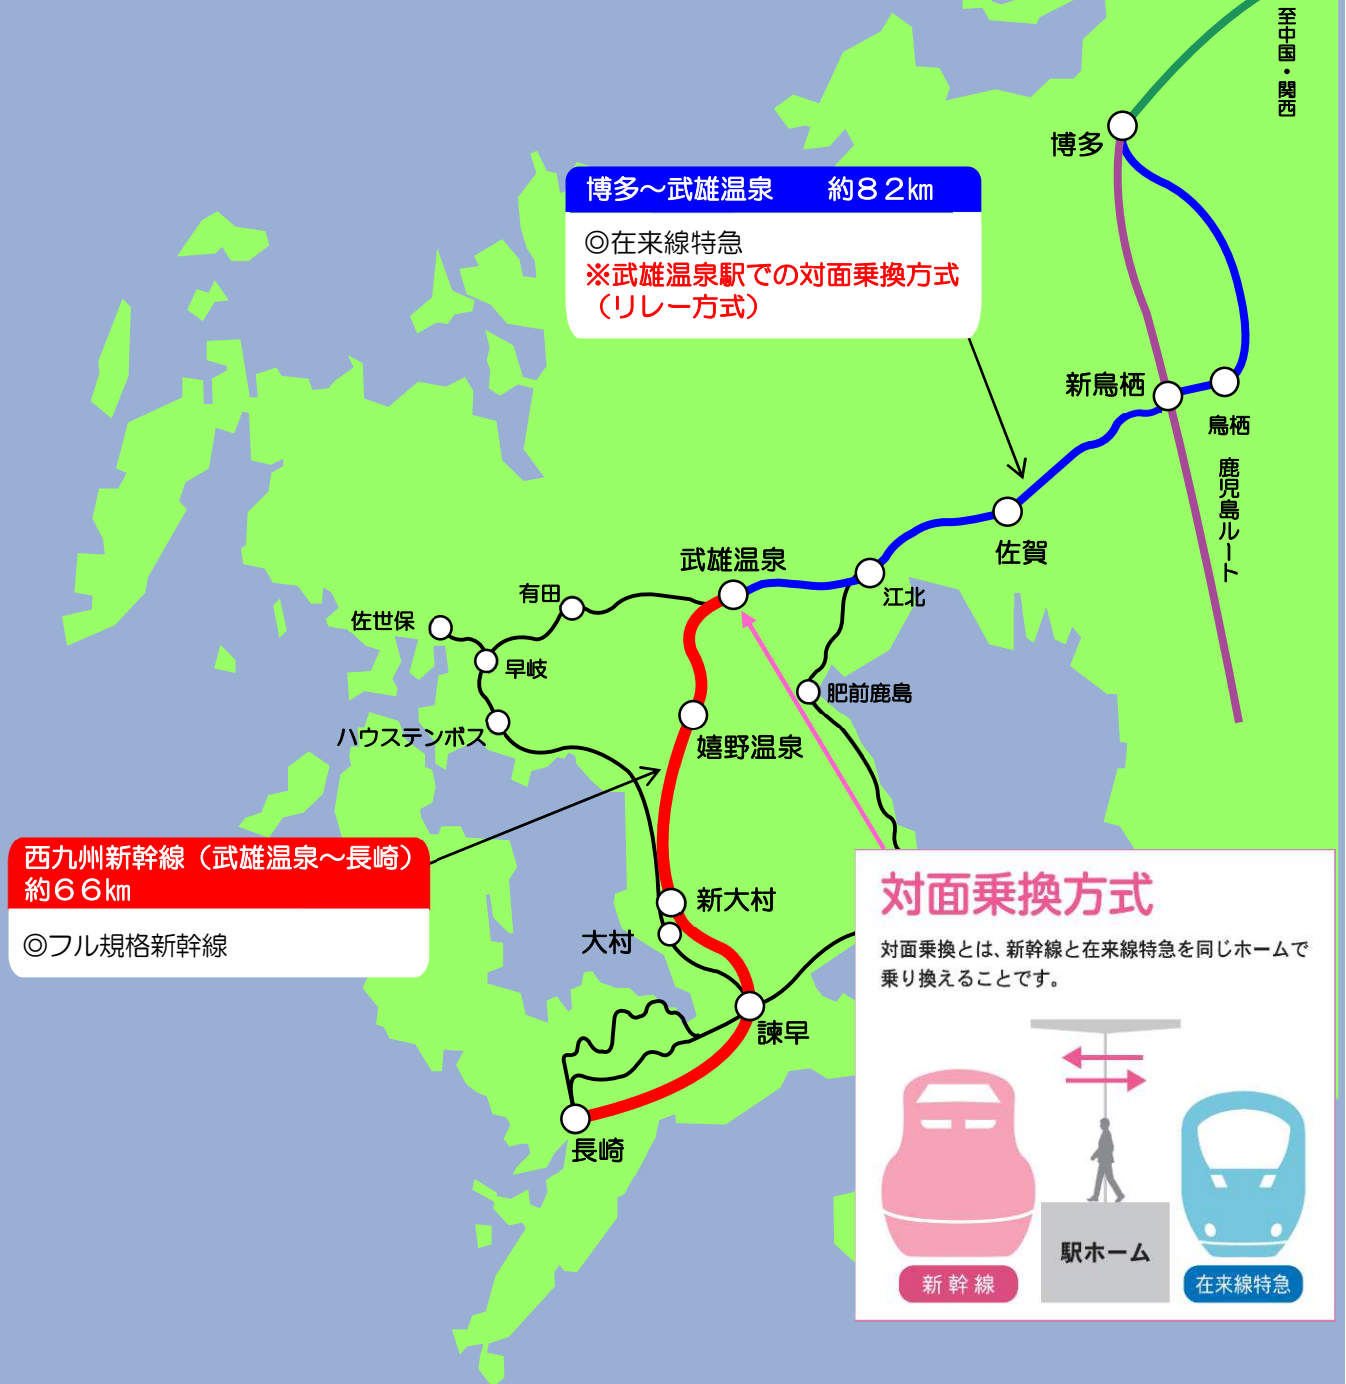 至中国・関西
博多
博多～武雄温泉　　約８２㎞
◎在来線特急
※武雄温泉駅での対面乗換方式
（リレー方式）
新鳥栖
鳥栖
鹿児島ルート
佐賀
武雄温泉
江北
有田
佐世保
早岐
肥前鹿島
ハウステンボス
嬉野温泉
西九州新幹線（武雄温泉～長崎）
約６６㎞
◎フル規格新幹線
新大村
大村
諫早
長崎
対面乗換方式
対面乗換とは、新幹線と在来線特急を同じホームで
乗り換えることです。
駅ホーム
新幹線
在来線特急